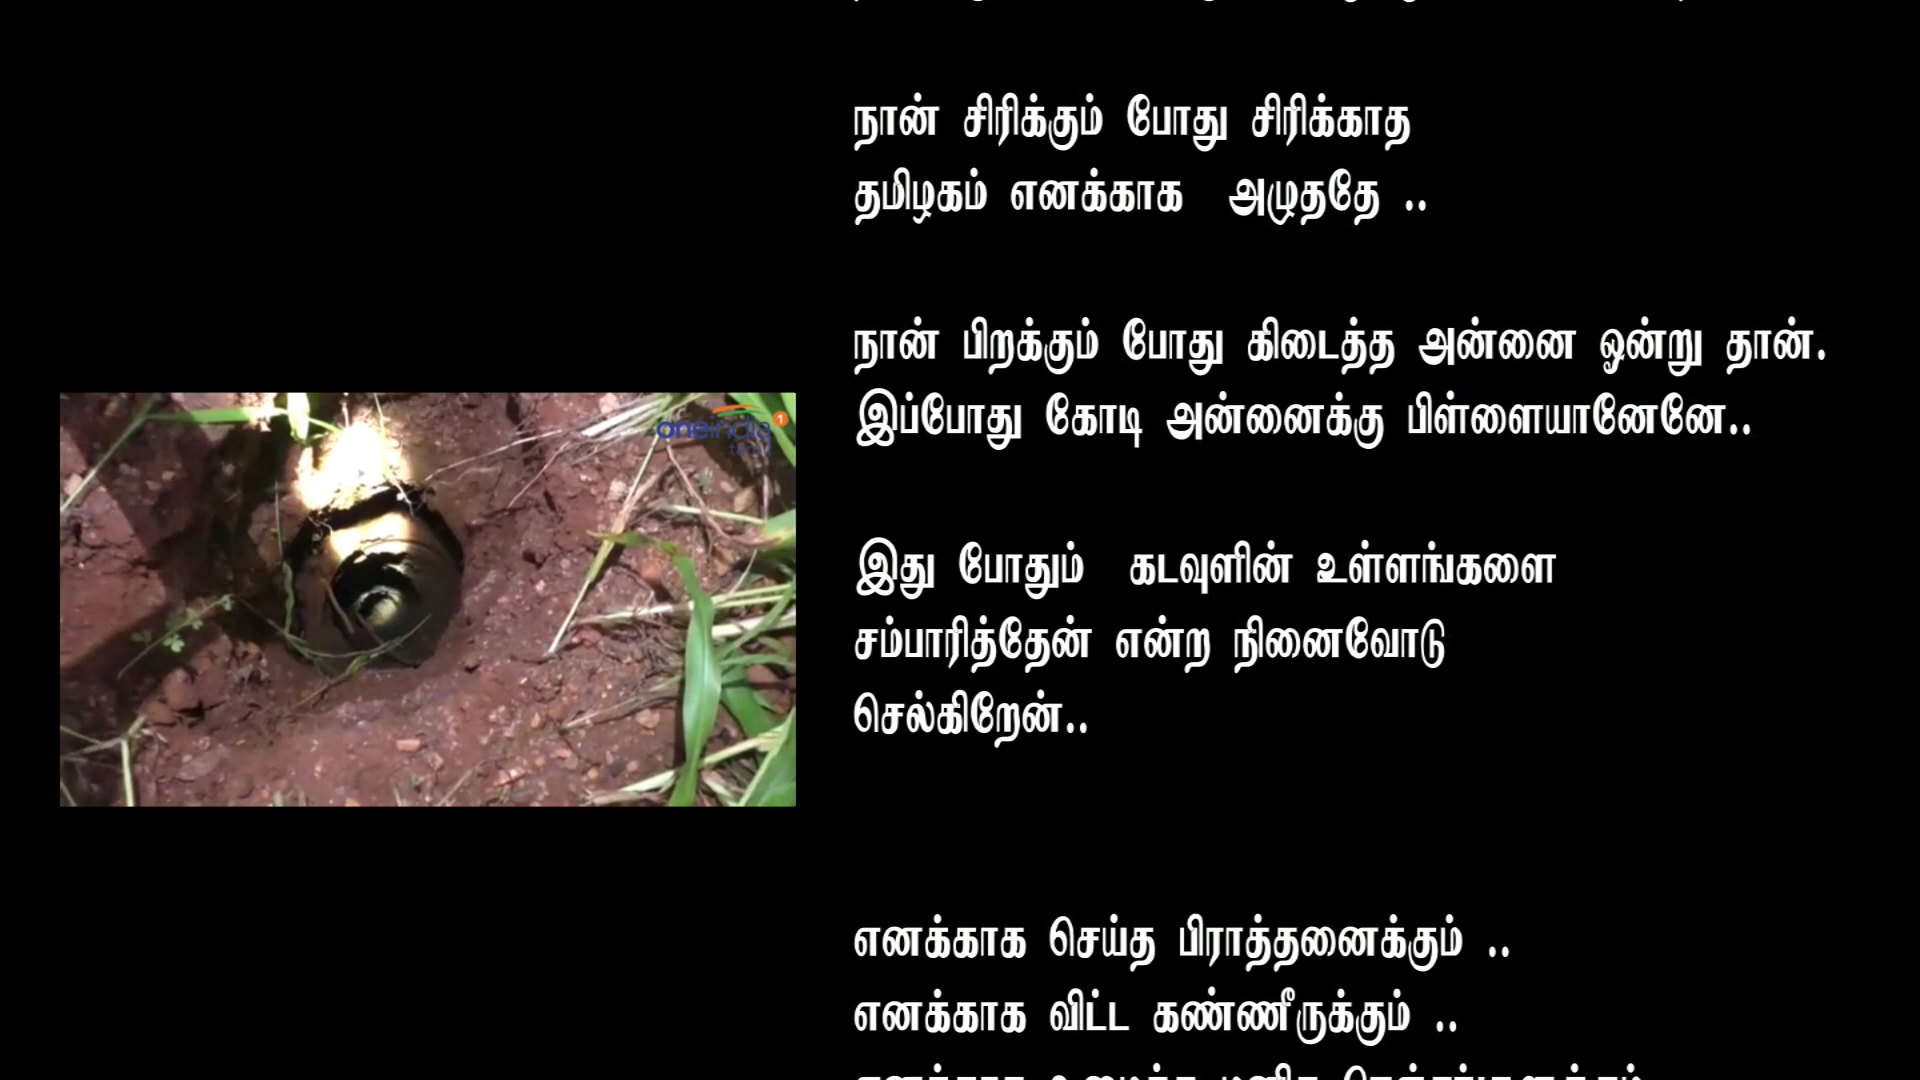 நான் சிரிக்கும் போது சிரிக்காத
தமிழகம் எனக்காக அழுததே ..
நான் பிறக்கும் போது கிடைத்த அன்னை ஒன்று தான்.
இப்போது கோடி அன்னைக்கு பிள்ளையானேனே..
இது போதும் கடவுளின் உள்ளங்களை
சம்பாரித்தேன் என்ற நினைவோடு
செல்கிறேன்..
எனக்காக செய்த பிராத்தனைக்கும் ..
எனக்காக விட்ட கண்ணீருக்கும் ..
oneindia